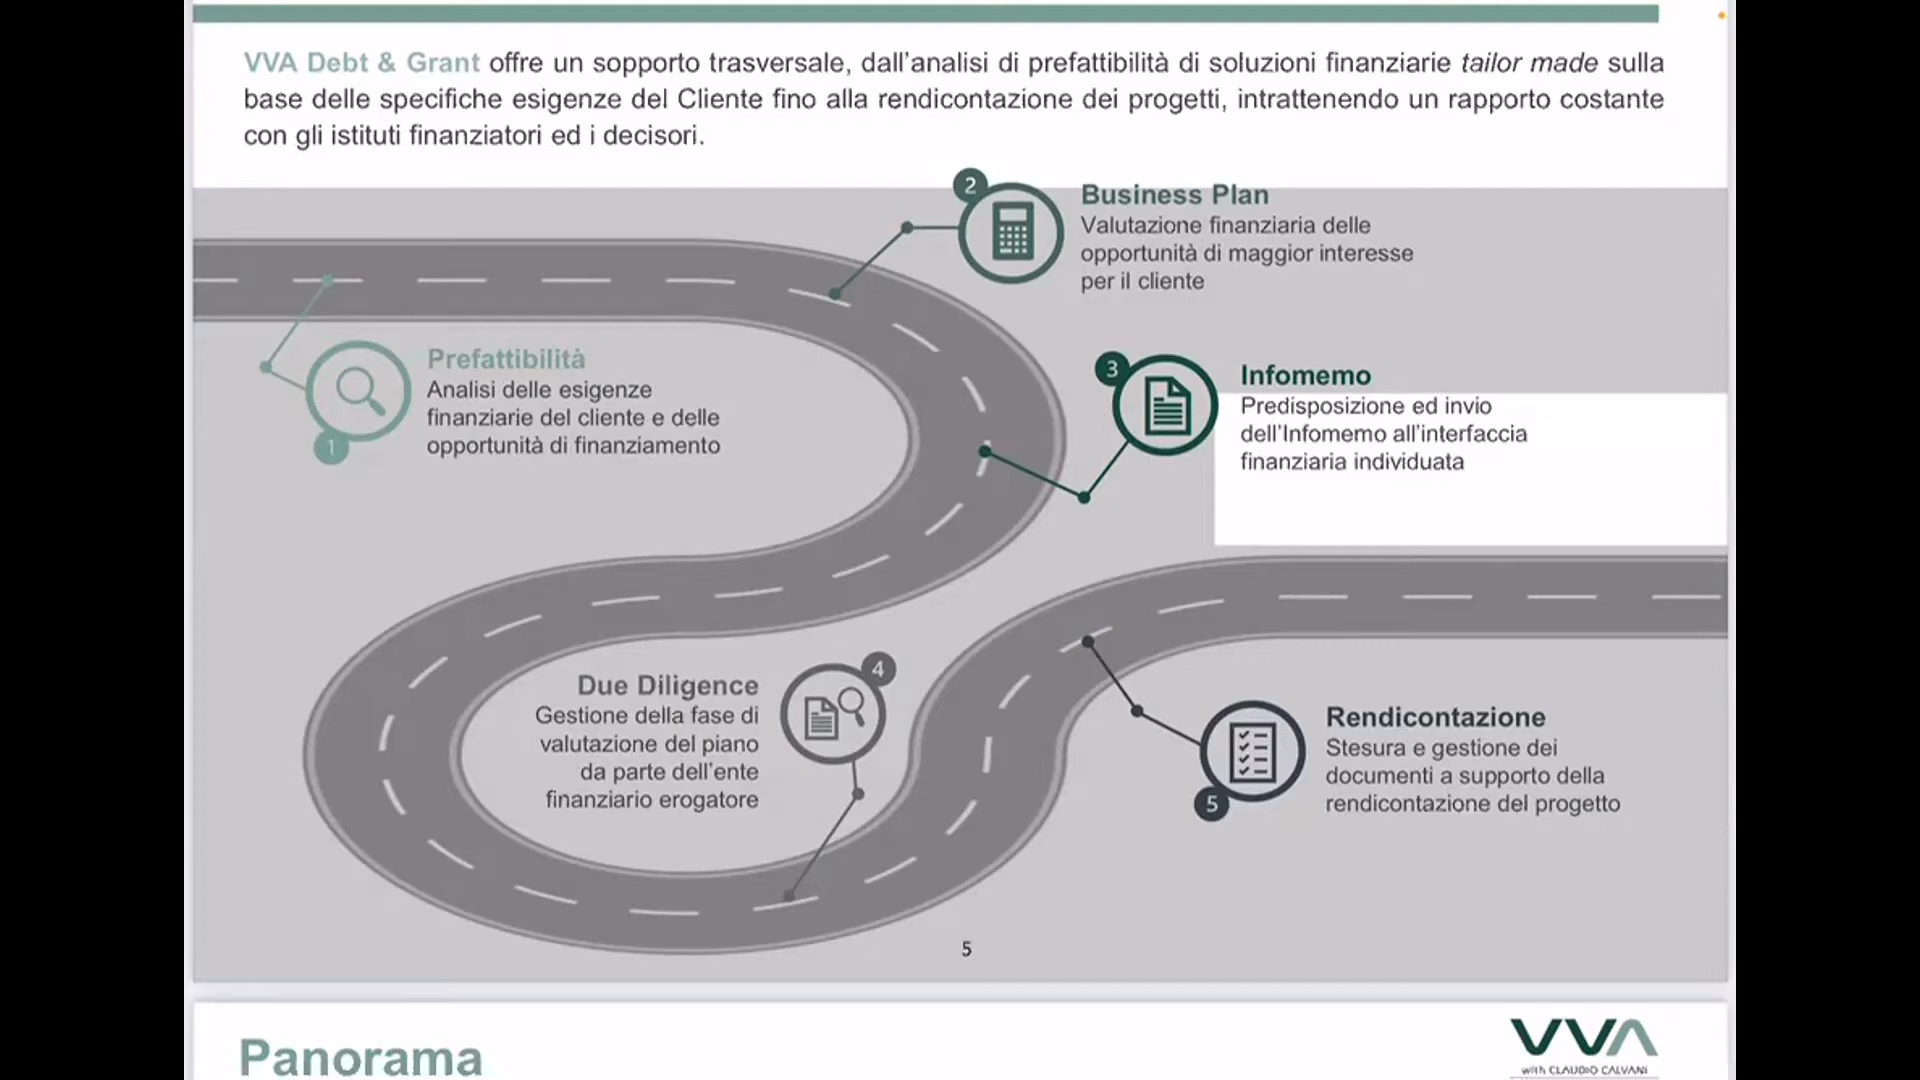 VVA Debt & Grant offre un sopporto trasversale, dall'analisi di prefattibilità di soluzioni finanziarie tailor made sulla
base delle specifiche esigenze del Cliente fino alla rendicontazione dei progetti, intrattenendo un rapporto costante
con gli istituti finanziatori ed i decisori.
2
Business Plan
Valutazione finanziaria delle
opportunità di maggior interesse
per il cliente
Prefattibilità
Analisi delle esigenze
finanziarie del cliente e delle
opportunità di finanziamento
1
3
Infomemo
Predisposizione ed invio
dell'Infomemo all'interfaccia
finanziaria individuata
4
Due Diligence
Gestione della fase di
valutazione del piano
da parte dell'ente
finanziario erogatore
Rendicontazione
Stesura e gestione dei
documenti a supporto della
rendicontazione del progetto
5
5
Panorama
VVA
with CLAUDIO CALVANI